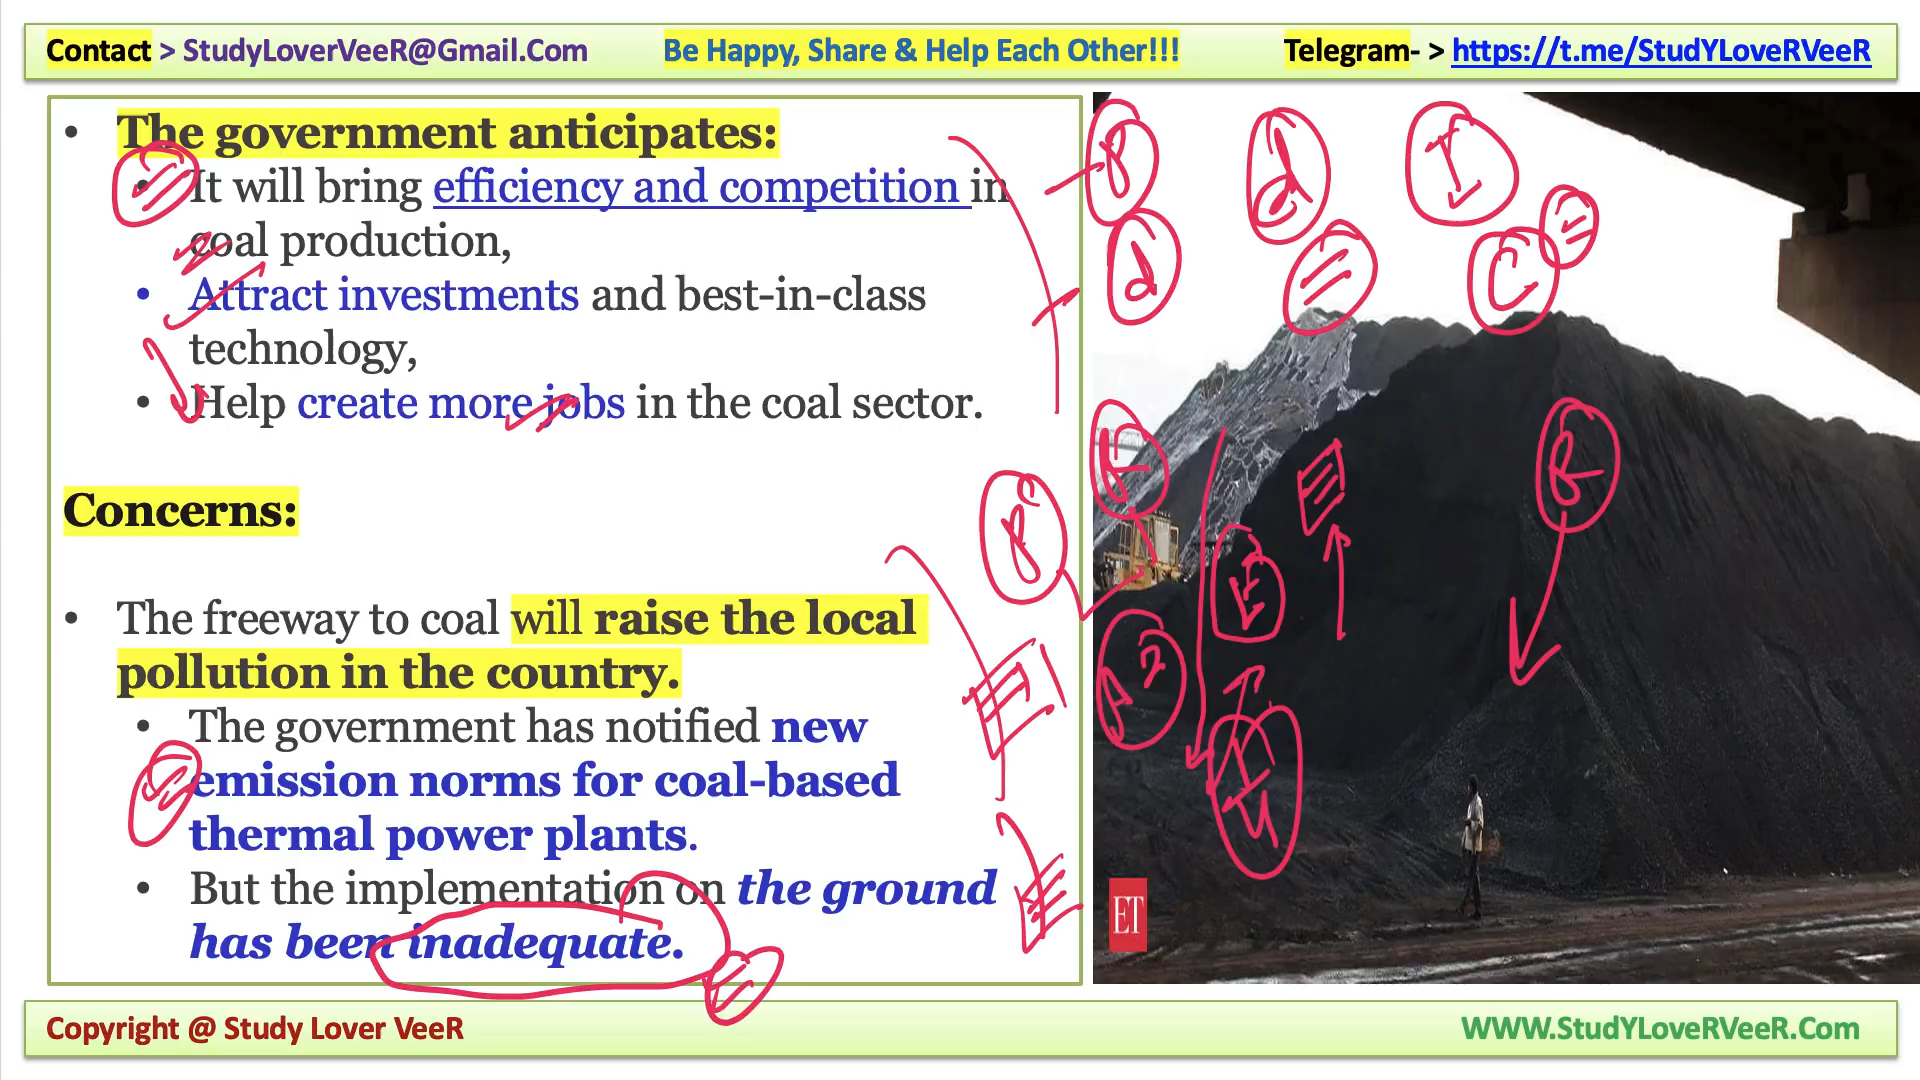 Contact > StudyLoverVeeR@Gmail.Com Be Happy, Share & Help Each Other!!! Telegram- > https://t.me/StudYLoveRVeeR
• The government anticipates:
• It will bring efficiency and competition in
coal production,
• Attract investments and best-in-class
technology,
• Help create more jobs in the coal sector.
Concerns:
• The freeway to coal will raise the local
pollution in the country.
• The government has notified new
emission norms for coal-based
thermal power plants.
• But the implementation on the ground
has been inadequate.
ET
Copyright @ Study Lover VeeR
WWW.StudYLoveRVeeR.Com